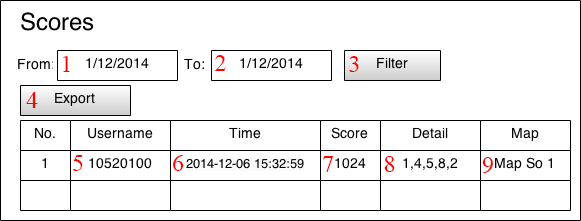 Scores
From: 1 1/12/2014 To: 2 1/12/2014 3 Filter
4 Export
No. Username Time Score Detail Map
1 5 10520100 6 2014-12-06 15:32:59 7 1024 8 1,4,5,8,2 9 Map So 1